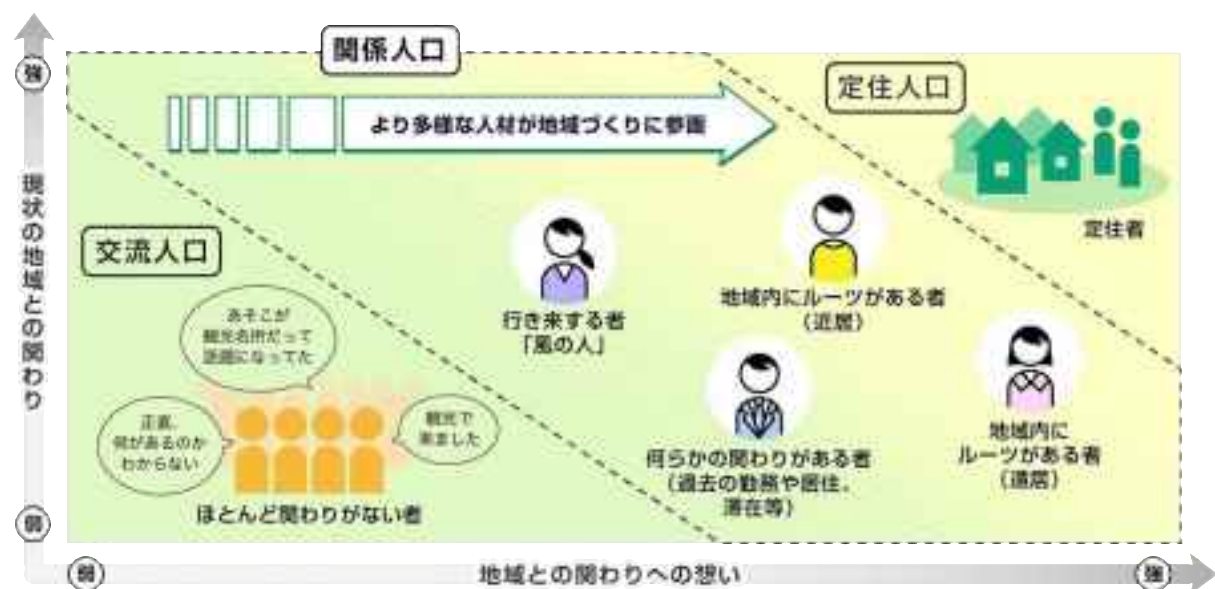 関係人口
強
定住人口
より多様な人材が地域づくりに参画
現状の地域との関わり
交流人口
定住者
地域内にルーツがある者
(近居)
行き来する者
「風の人」
あそこが
観光名所だって
話題になってた
正直、
何があるのか
わからない
観光で
来ました
何らかの関わりがある者
(過去の勤務や居住、
滞在等)
地域内に
ルーツがある者
(遠居)
ほとんど関わりがない者
弱
弱
地域との関わりへの想い
強